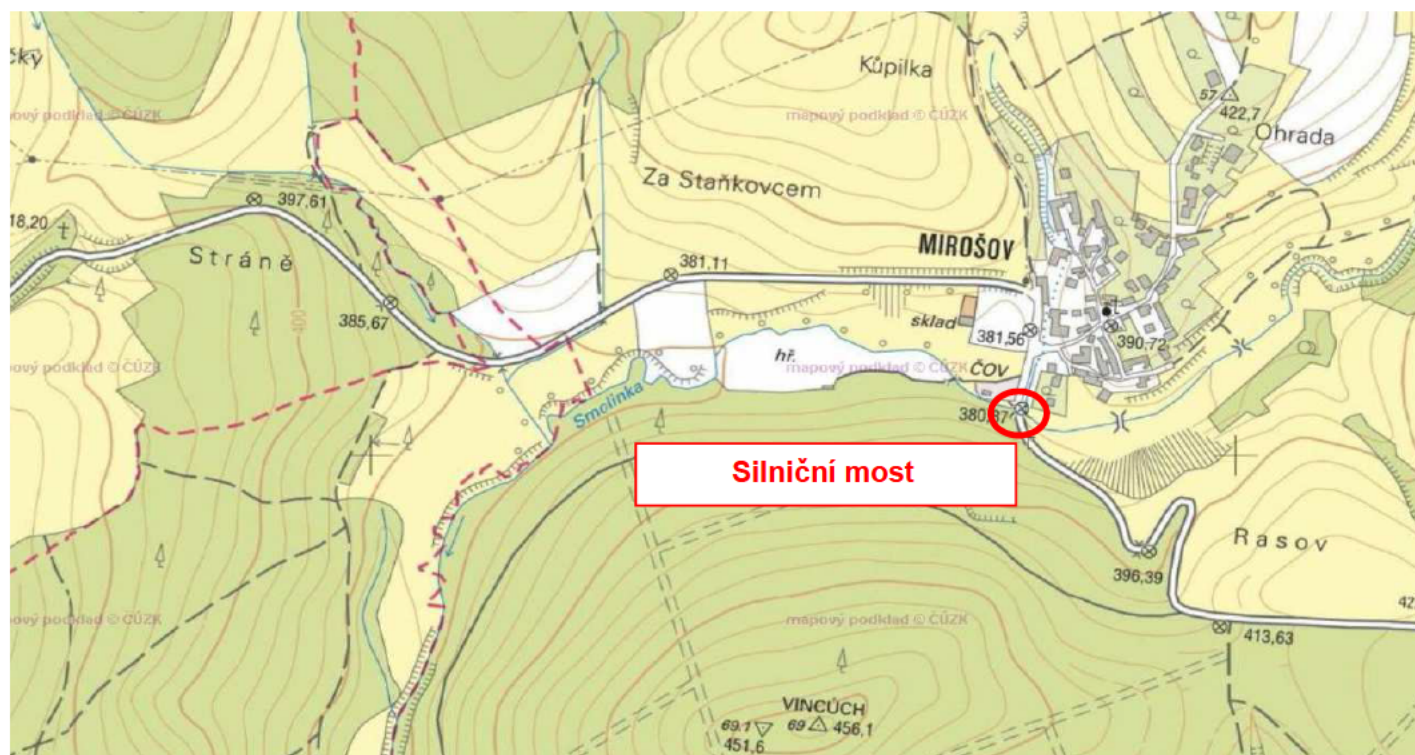 čky
Kůpilka
57
422,7
mapový podklad © ČÚZK
mapový podklad © ČÚZK
Ohrada
Za Staňkovcem
397,61
18,20
MIROŠOV
Stráně
381,11
400
385,67
sklad
381,56
390,72
hř.
mapový podklad © ČÚZK
mapový podklad © ČÚZK
ČOV
Smolinka
380,87
Silniční most
Rasov
396,39
42
mapový podklad © ČÚZK
mapový podklad © ČÚZK
413,63
VINCÚCH
69.1
69
456,1
451,6